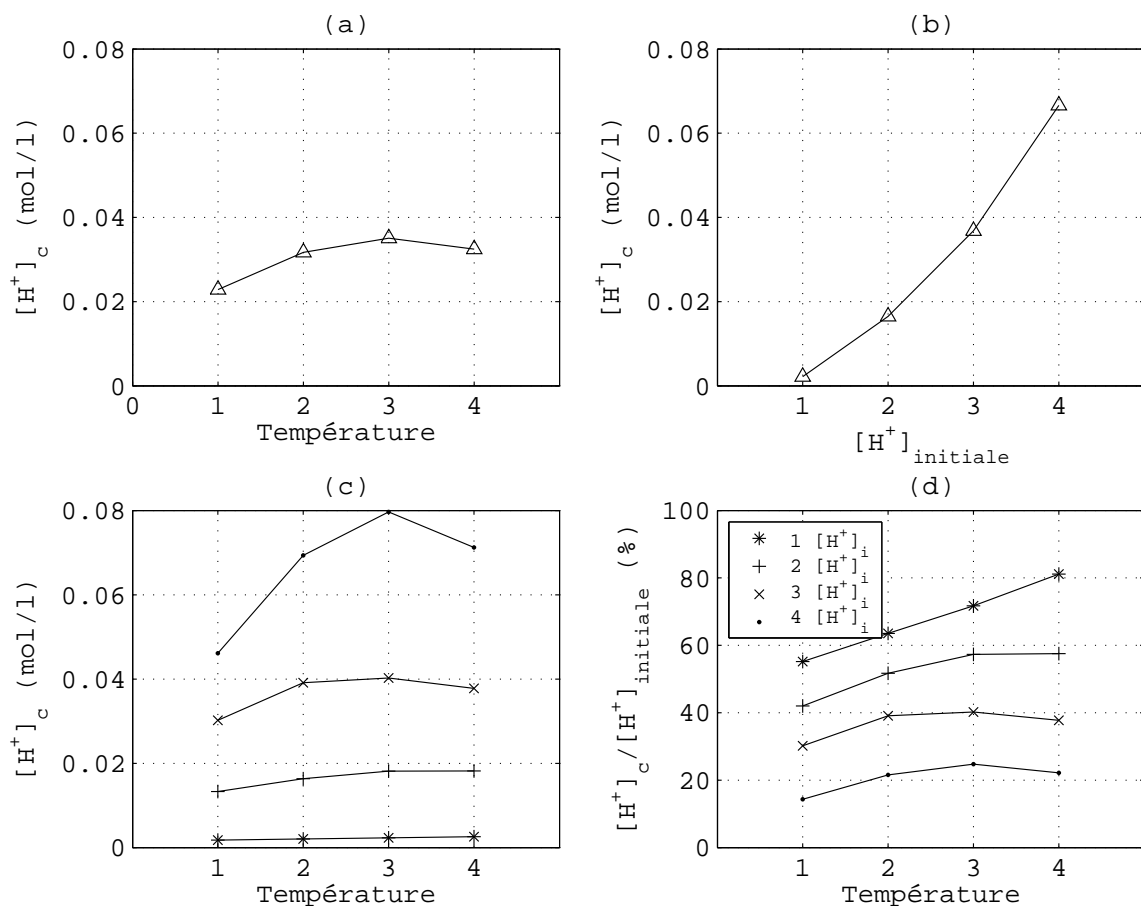 (a)
0.08
0.06
0.04
0.02
0
[H⁺]c (mol/l)
0 1 2 3 4
Température
(b)
0.08
0.06
0.04
0.02
0
[H⁺]c (mol/l)
1 2 3 4
[H⁺]initiale
(c)
0.08
0.06
0.04
0.02
0
[H⁺]c (mol/l)
1 2 3 4
Température
(d)
100
80
60
40
20
0
[H⁺]c/[H⁺]initiale (%)
1 [H⁺]i
2 [H⁺]i
3 [H⁺]i
4 [H⁺]i
1 2 3 4
Température